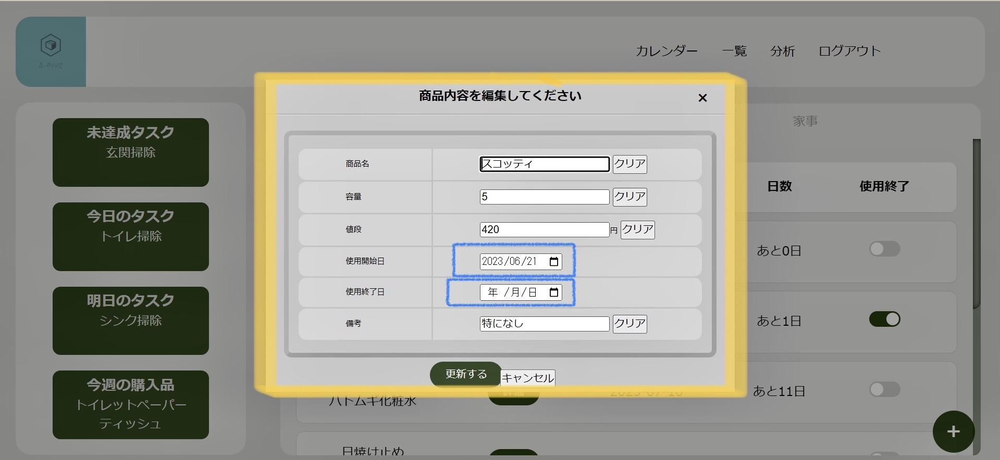 A-FIVE
カレンダー 一覧 分析 ログアウト
未達成タスク
玄関掃除
今日のタスク
トイレ掃除
明日のタスク
シンク掃除
今週の購入品
トイレットペーパー
ティッシュ
商品内容を編集してください ×
商品名 スコッティ クリア
容量 5 クリア
値段 420 円 クリア
使用開始日 2023/06/21
使用終了日 年 /月/日
備考 特になし クリア
更新する キャンセル
家事
日数 使用終了
あと0日
あと1日
あと11日
ハトムギ化粧水 詳細 2023-07-10
日焼け止め
+